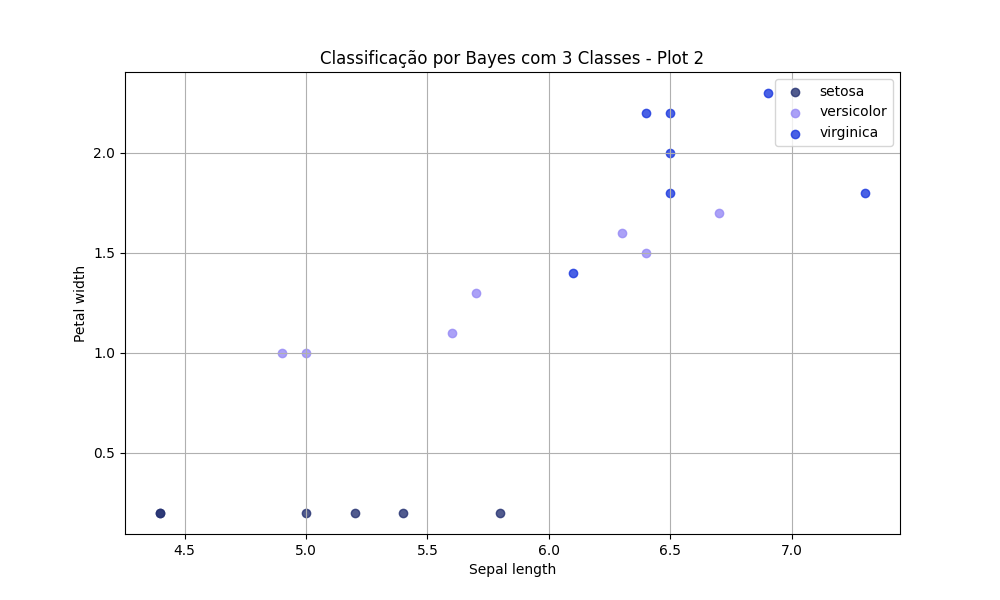 Classificação por Bayes com 3 Classes - Plot 2
setosa
versicolor
virginica
Petal width
2.0
1.5
1.0
0.5
4.5 5.0 5.5 6.0 6.5 7.0
Sepal length